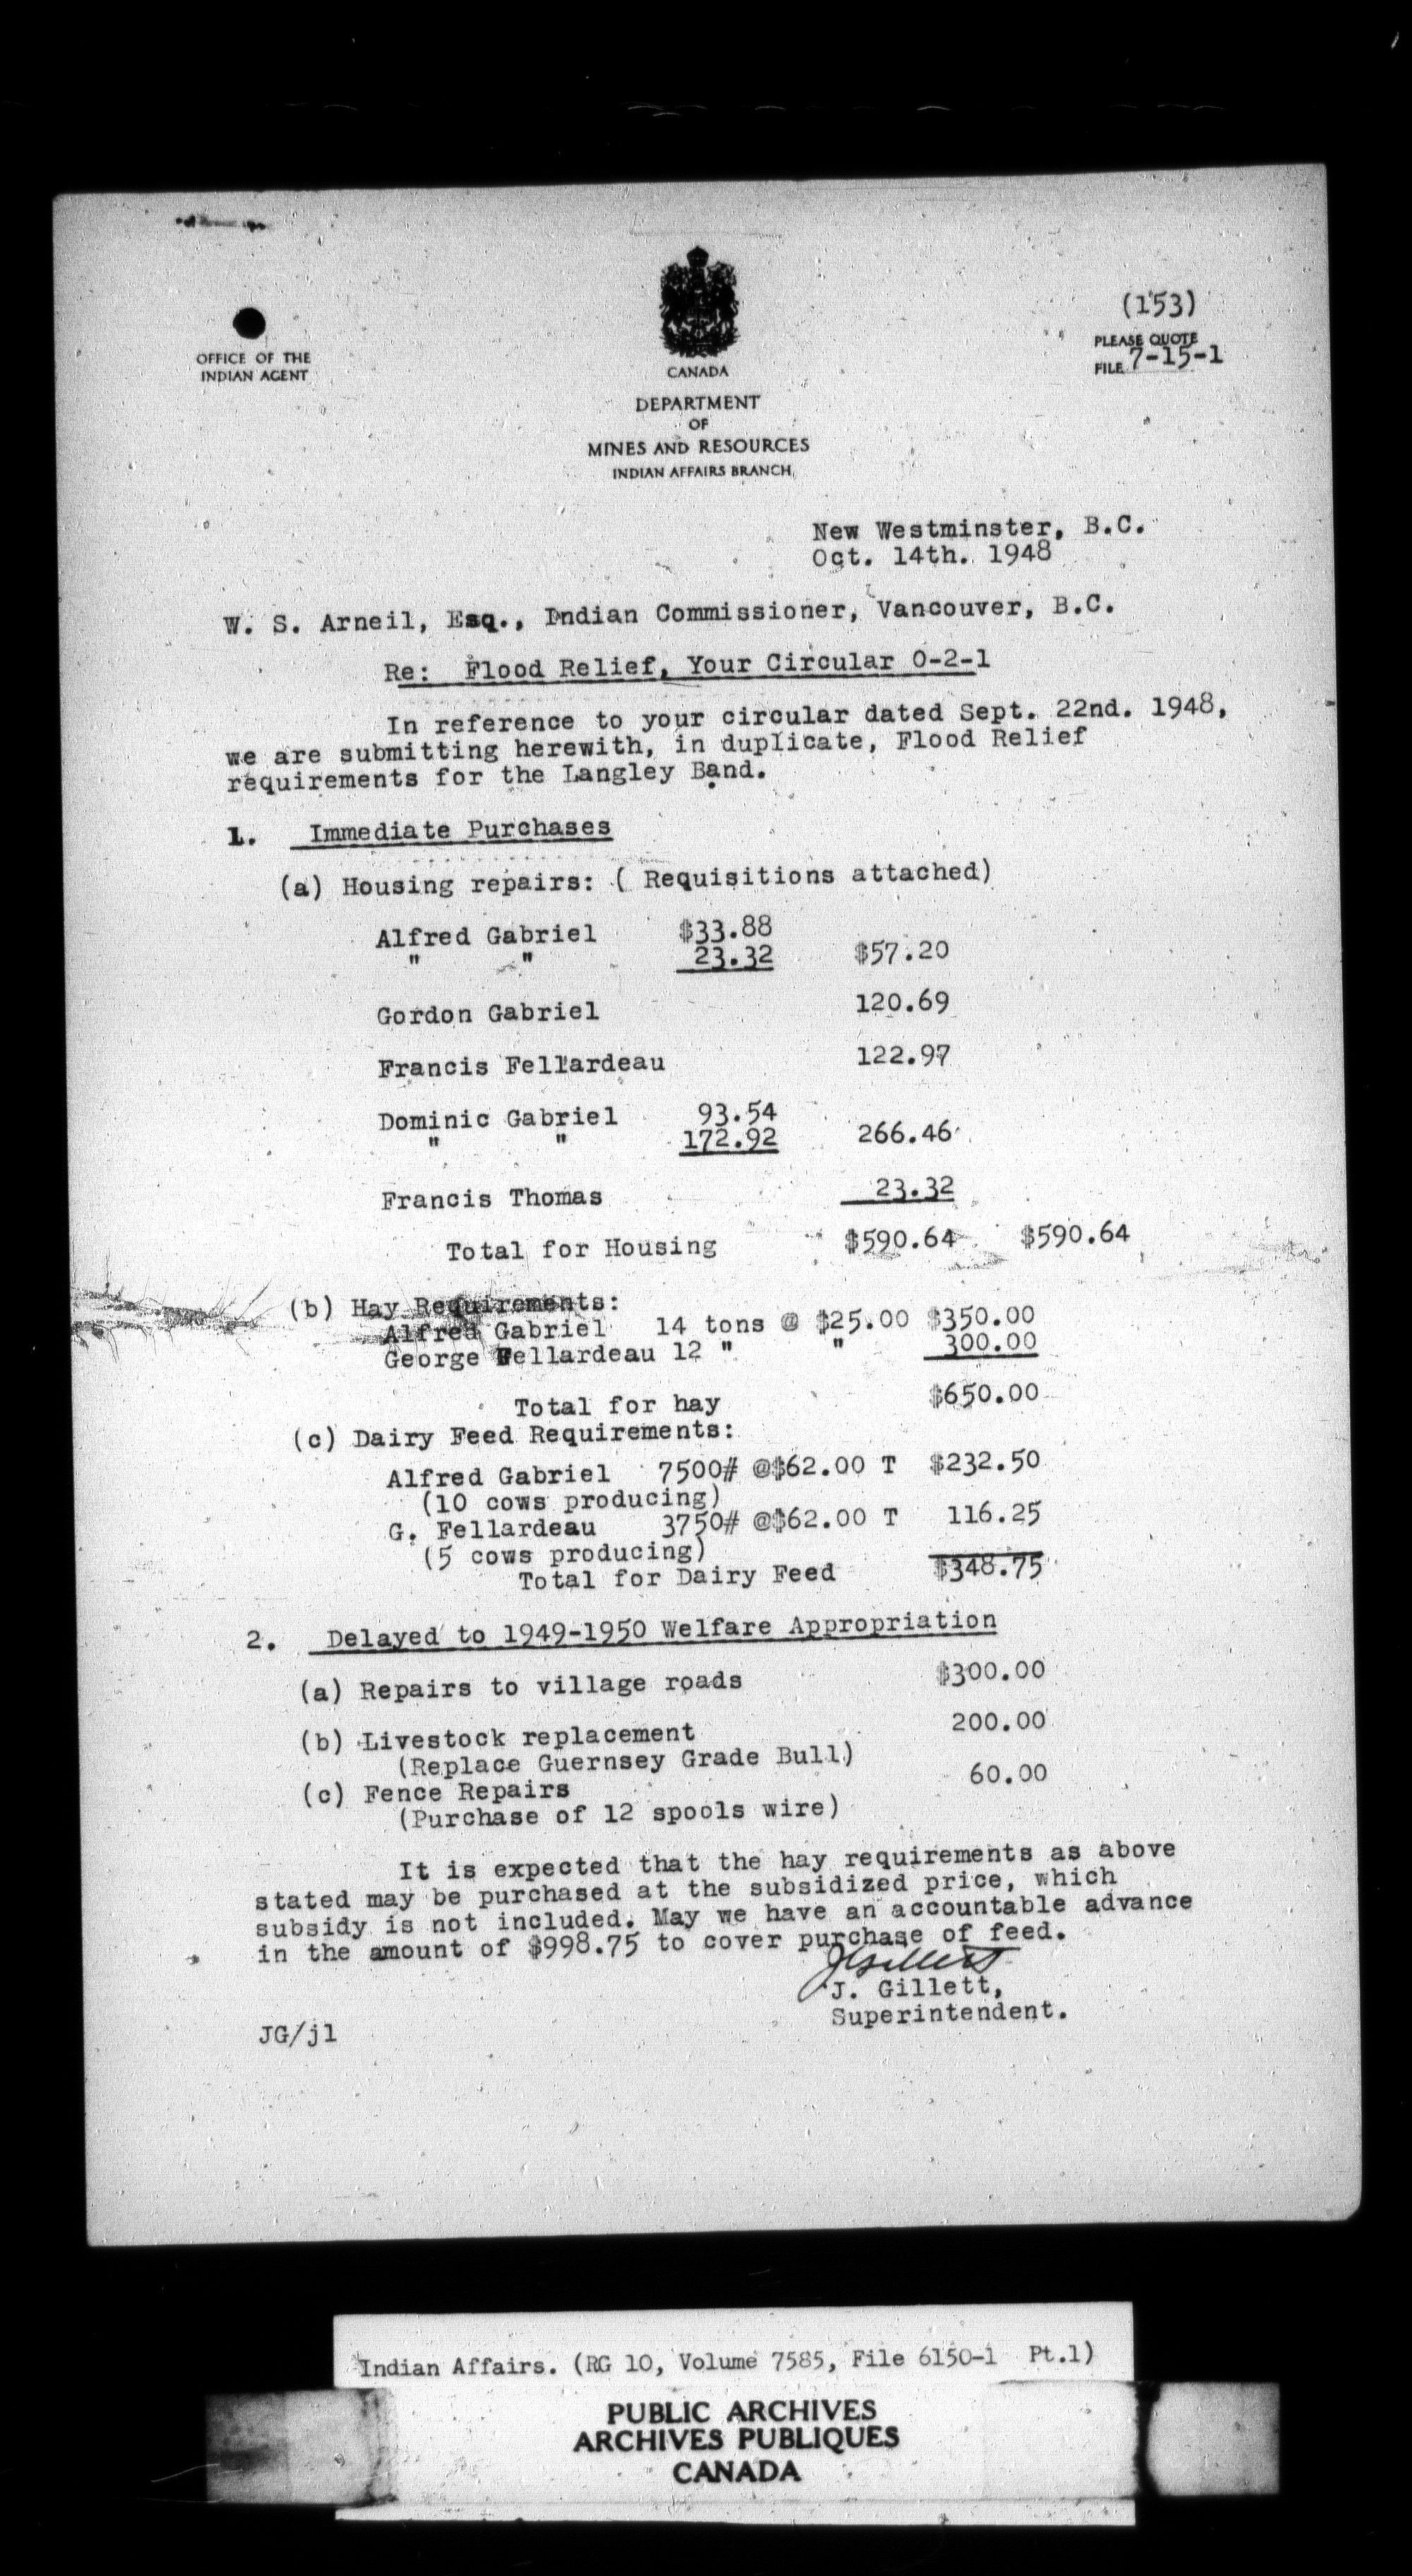 (153)
OFFICE OF THE
INDIAN AGENT
PLEASE QUOTE
FILE 7-15-1
CANADA
DEPARTMENT
OF
MINES AND RESOURCES
INDIAN AFFAIRS BRANCH
New Westminster, B.C.
Oct. 14th. 1948
W. S. Arneil, Esq., Indian Commissioner, Vancouver, B.C.
Re: Flood Relief, Your Circular O-2-1
In reference to your circular dated Sept. 22nd. 1948,
we are submitting herewith, in duplicate, Flood Relief
requirements for the Langley Band.
1. Immediate Purchases
(a) Housing repairs: ( Requisitions attached)
Alfred Gabriel $33.88
" " 23.32 $57.20
Gordon Gabriel 120.69
Francis Fellardeau 122.97
Dominic Gabriel 93.54
" " 172.92 266.46
Francis Thomas 23.32
Total for Housing $590.64 $590.64
(b) Hay Requirements:
Alfred Gabriel 14 tons @ $25.00 $350.00
George Fellardeau 12 " " 300.00
Total for hay $650.00
(c) Dairy Feed Requirements:
Alfred Gabriel 7500# @$62.00 T $232.50
(10 cows producing)
G. Fellardeau 3750# @$62.00 T 116.25
(5 cows producing)
Total for Dairy Feed $348.75
2. Delayed to 1949-1950 Welfare Appropriation
(a) Repairs to village roads $300.00
(b) Livestock replacement 200.00
(Replace Guernsey Grade Bull)
(c) Fence Repairs 60.00
(Purchase of 12 spools wire)
It is expected that the hay requirements as above
stated may be purchased at the subsidized price, which
subsidy is not included. May we have an accountable advance
in the amount of $998.75 to cover purchase of feed.
JGillett
J. Gillett,
Superintendent.
JG/jl
Indian Affairs. (RG 10, Volume 7585, File 6150-1 Pt.1)
PUBLIC ARCHIVES
ARCHIVES PUBLIQUES
CANADA